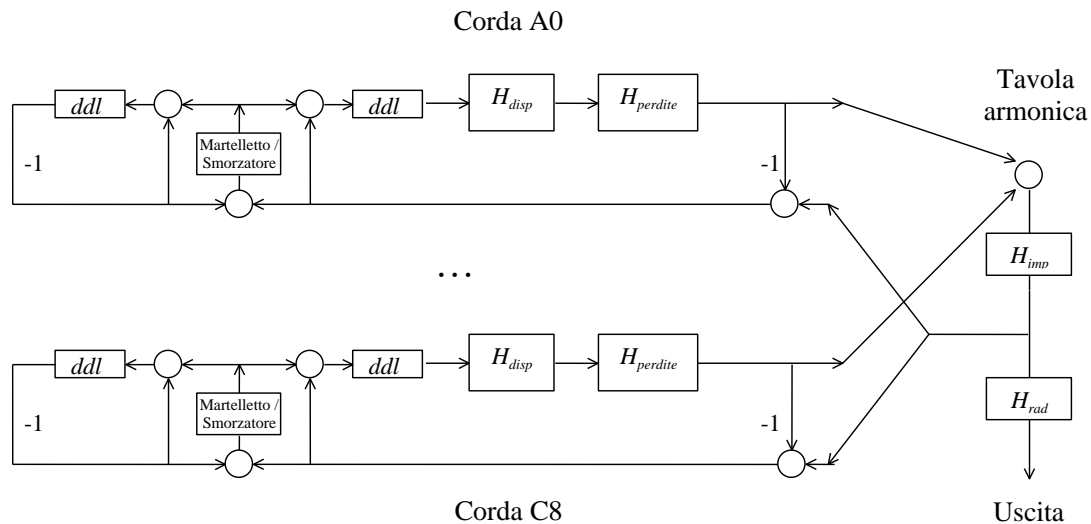 Corda A0
ddl
ddl
H_disp
H_perdite
Tavola
armonica
-1
Martelletto /
Smorzatore
-1
H_imp
...
ddl
ddl
H_disp
H_perdite
-1
Martelletto /
Smorzatore
-1
H_rad
Corda C8
Uscita